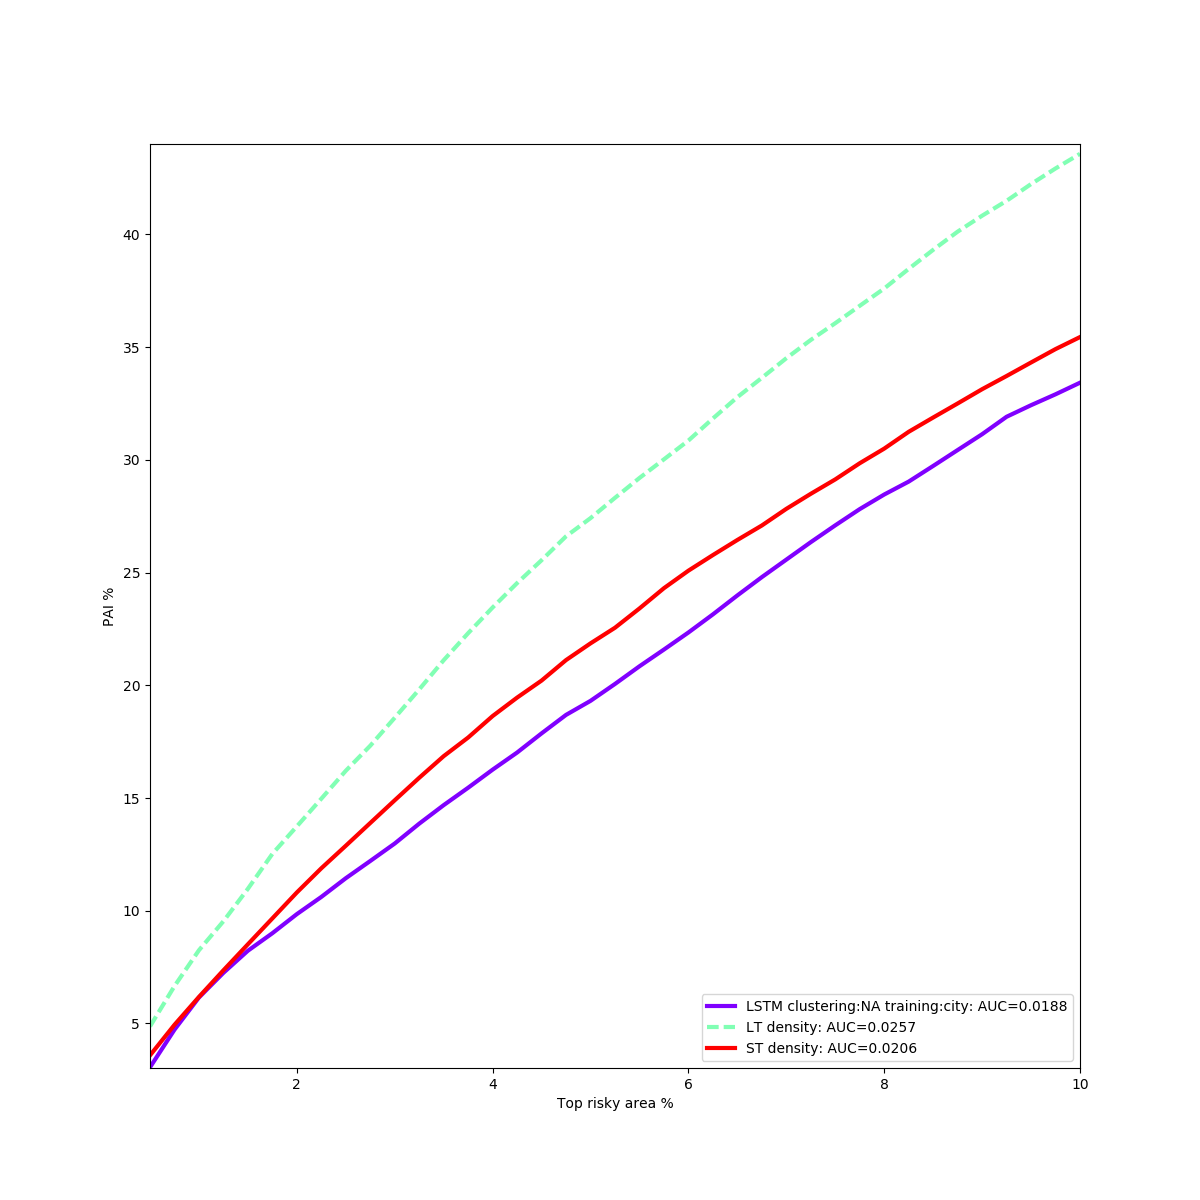 40
35
30
25
20
15
10
5
PAI %
2 4 6 8 10
Top risky area %
LSTM clustering:NA training:city: AUC=0.0188
LT density: AUC=0.0257
ST density: AUC=0.0206